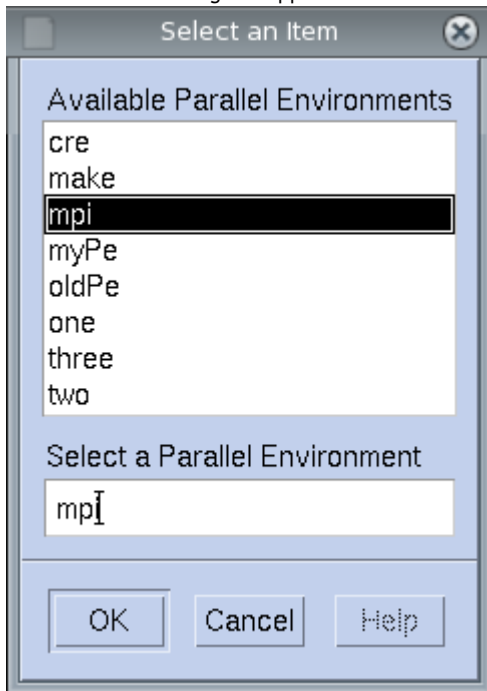 Select an Item
Available Parallel Environments
cre
make
mpi
myPe
oldPe
one
three
two
Select a Parallel Environment
mpi
OK Cancel Help